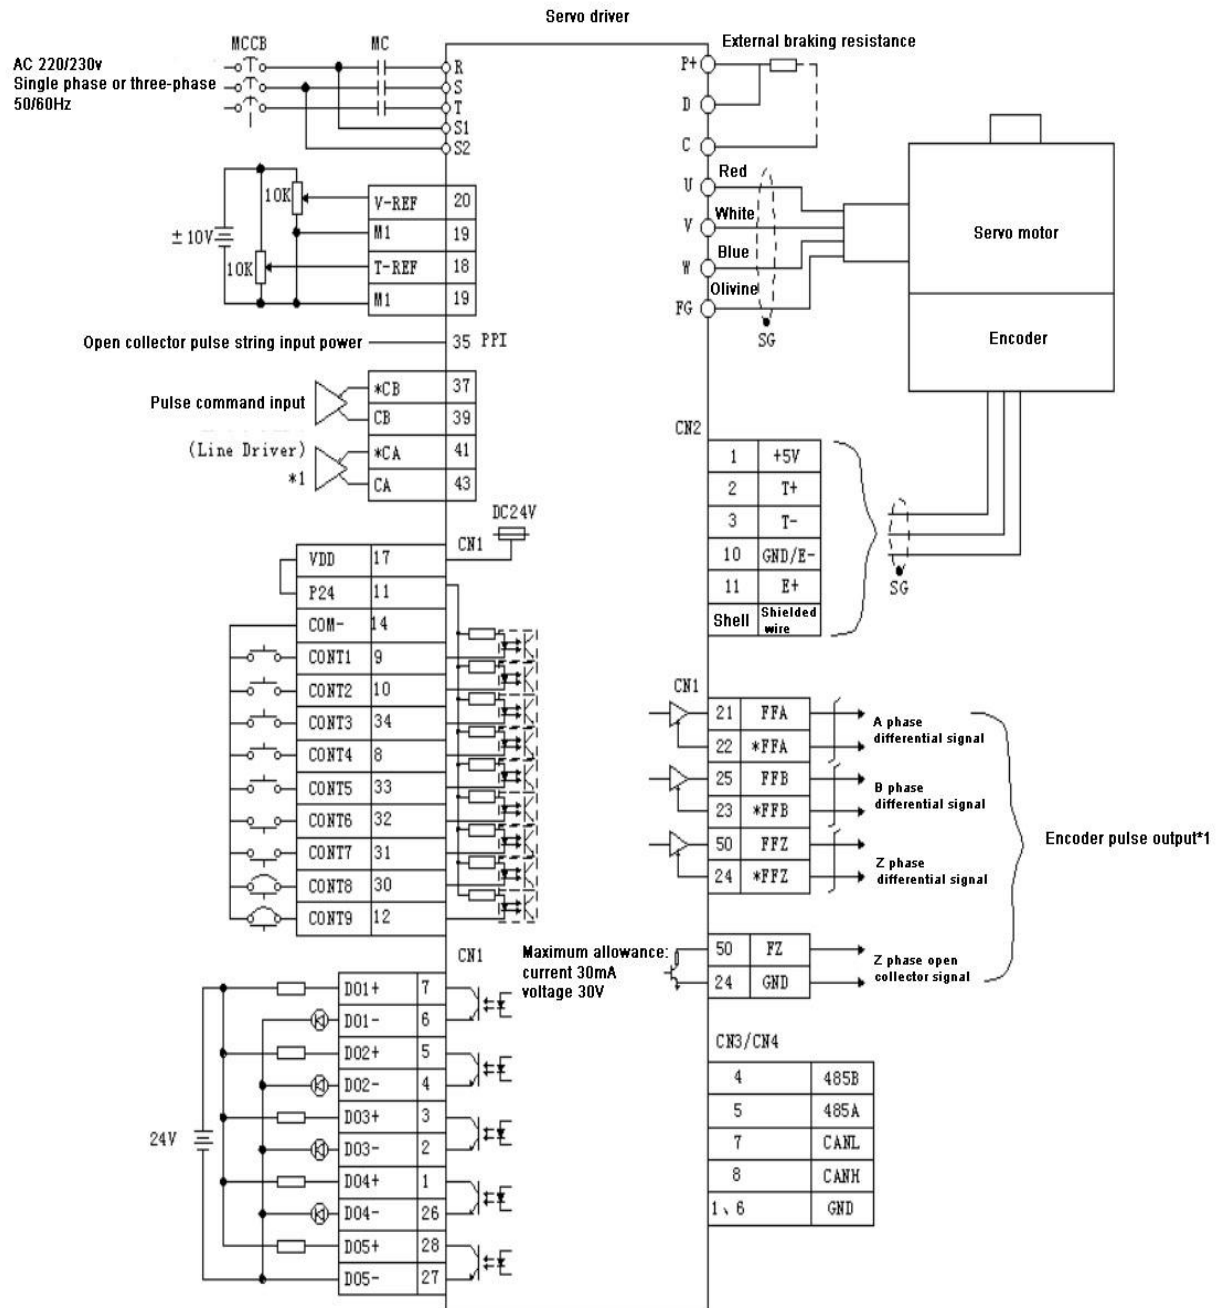 Servo driver
MCCB
MC
AC 220/230v
Single phase or three-phase
50/60Hz
R
S
T
S1
S2
10K
V-REF 20
M1 19
±10V
10K
T-REF 18
M1 19
Open collector pulse string input power
35 PPI
*CB 37
Pulse command input
CB 39
(Line Driver)
*CA 41
*1
CA 43
DC24V
CN1
VDD 17
P24 11
COM- 14
CONT1 9
CONT2 10
CONT3 34
CONT4 8
CONT5 33
CONT6 32
CONT7 31
CONT8 30
CONT9 12
CN1
DO1+ 7
DO1- 6
DO2+ 5
DO2- 4
DO3+ 3
24V
DO3- 2
DO4+ 1
DO4- 26
DO5+ 28
DO5- 27
External braking resistance
P+
D
C
U
Red
V
White
W
Blue
FG
Olivine
SG
Servo motor
Encoder
CN2
1 +5V
2 T+
3 T-
10 GND/E-
11 E+
Shell Shielded
wire
SG
CN1
21 FFA
22 *FFA
A phase
differential signal
25 FFB
23 *FFB
B phase
differential signal
50 FFZ
24 *FFZ
Z phase
differential signal
Encoder pulse output*1
Maximum allowance:
current 30mA
voltage 30V
50 FZ
24 GND
Z phase open
collector signal
CN3/CN4
4 485B
5 485A
7 CANL
8 CANH
1、6 GND